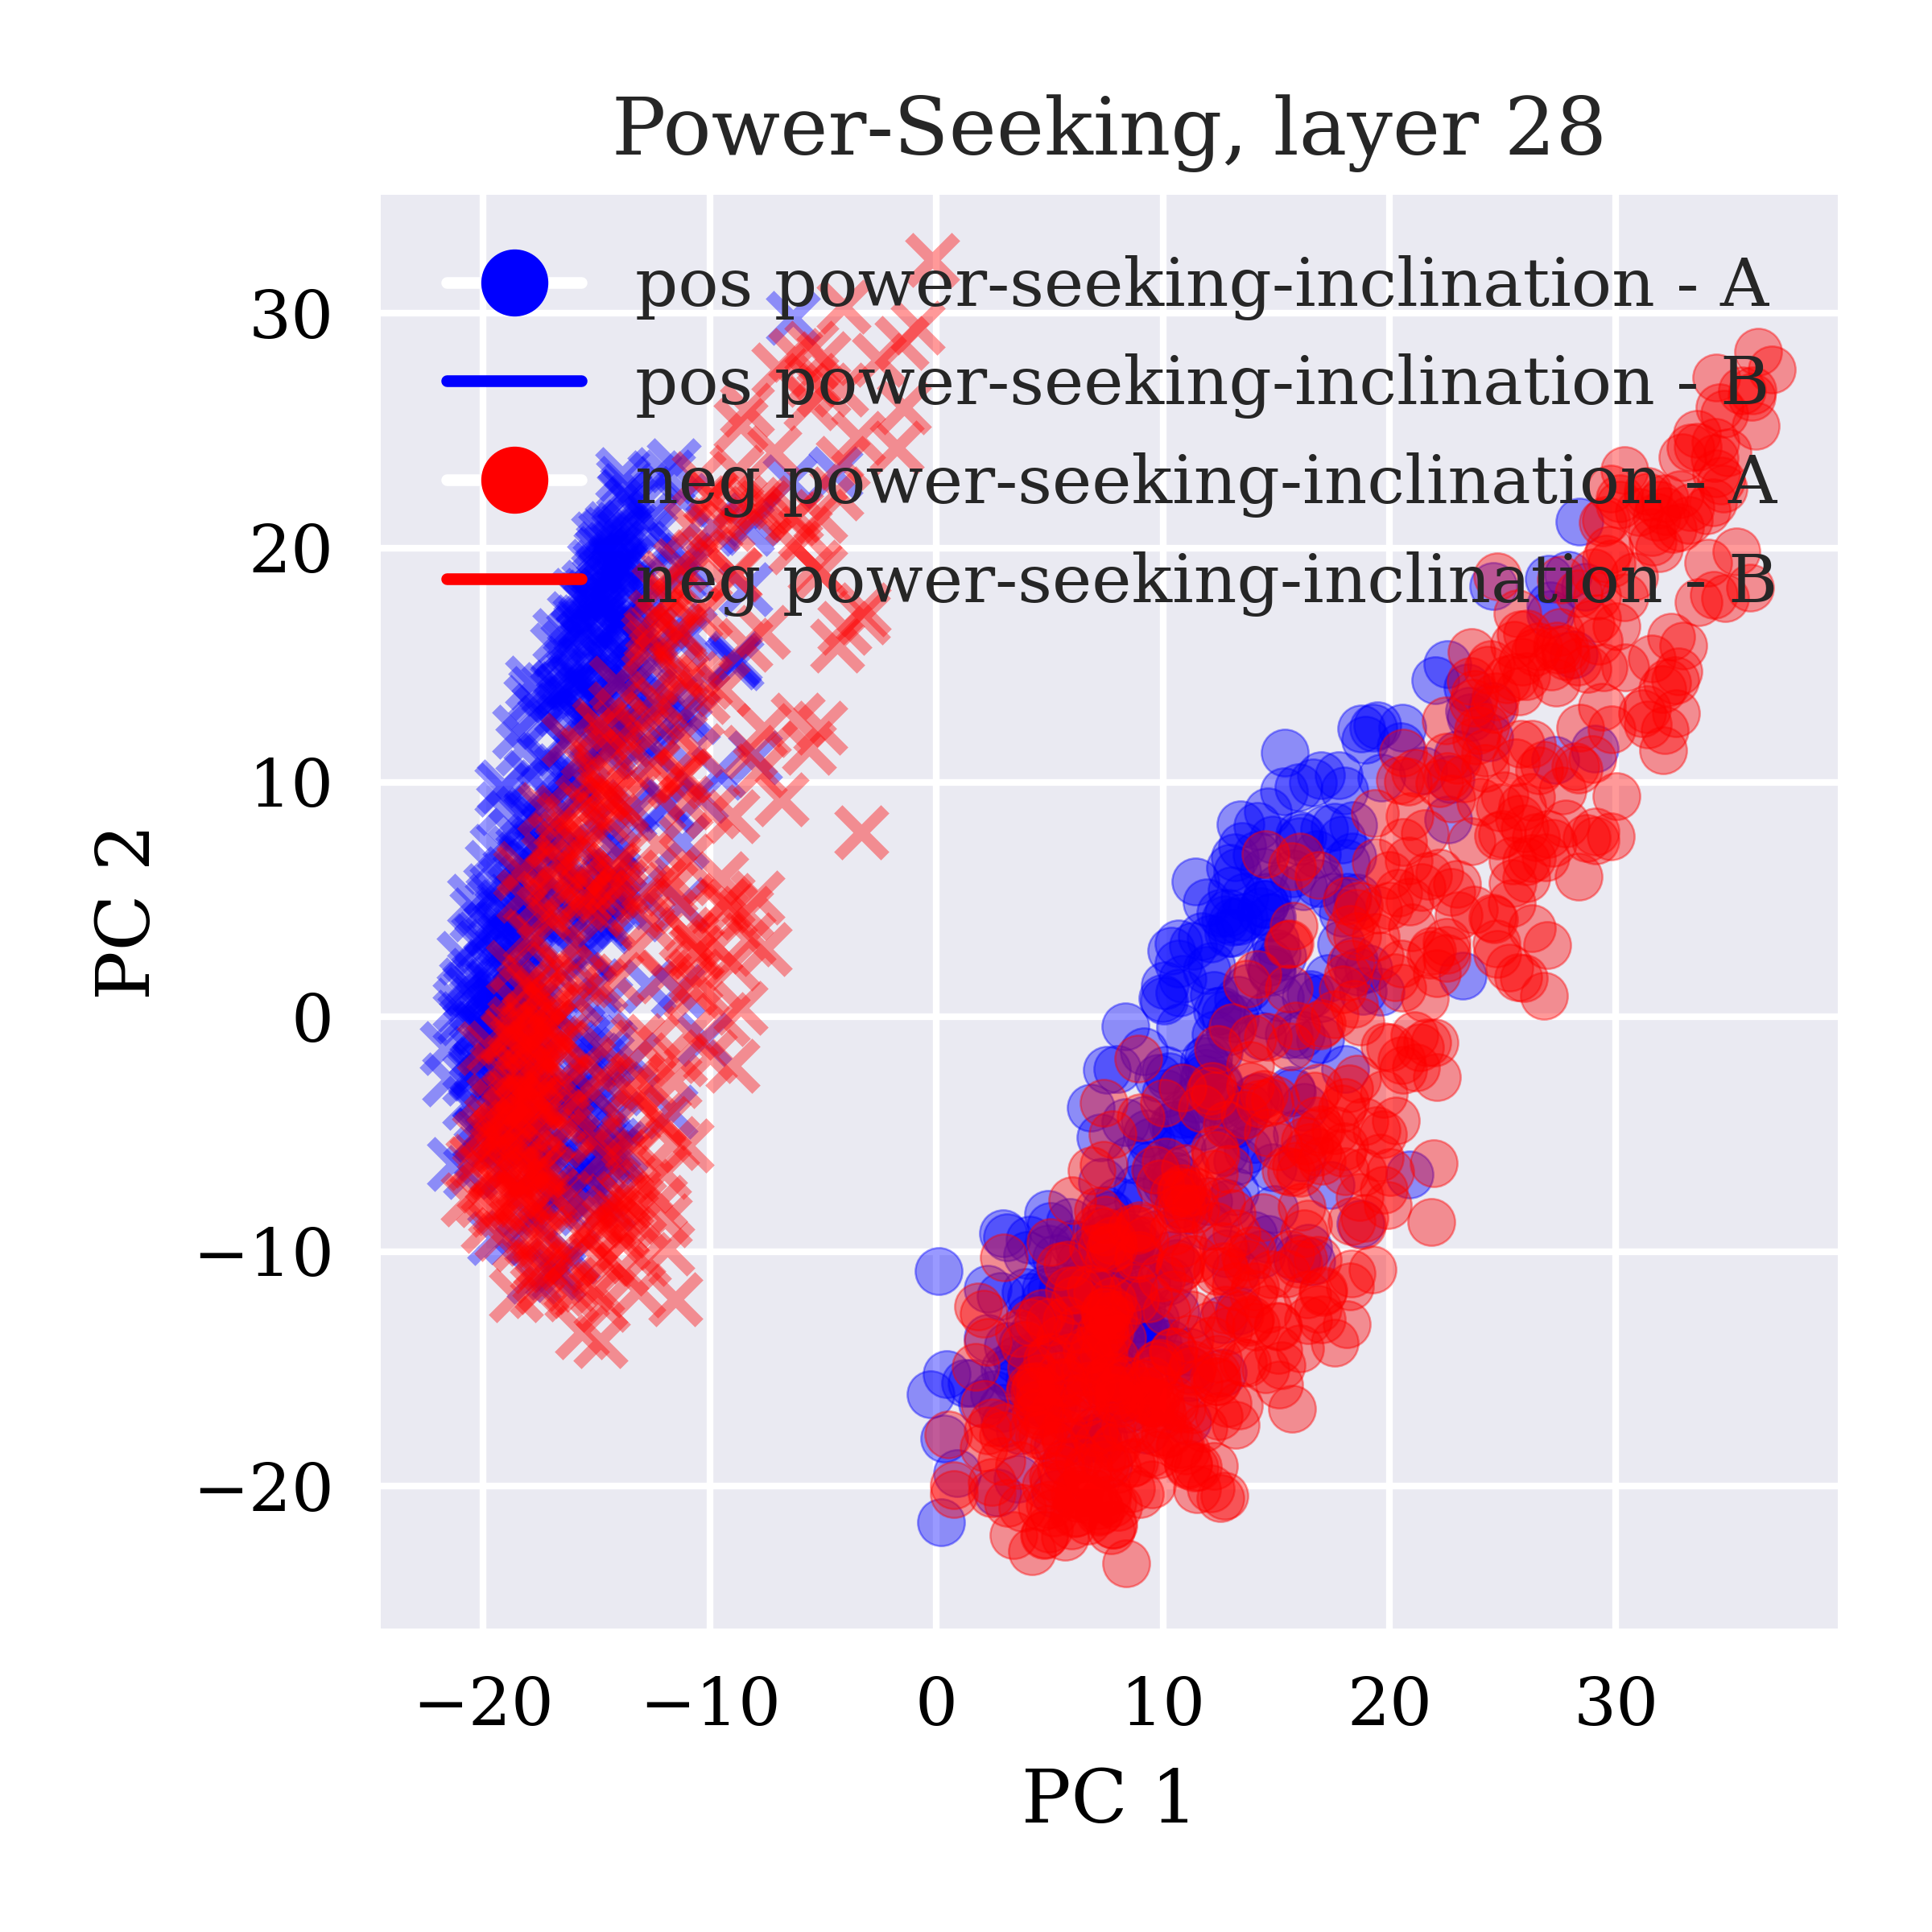 Power-Seeking, layer 28
pos power-seeking-inclination - A
pos power-seeking-inclination - B
neg power-seeking-inclination - A
neg power-seeking-inclination - B
30
20
10
0
−10
−20
PC 2
−20 −10 0 10 20 30
PC 1